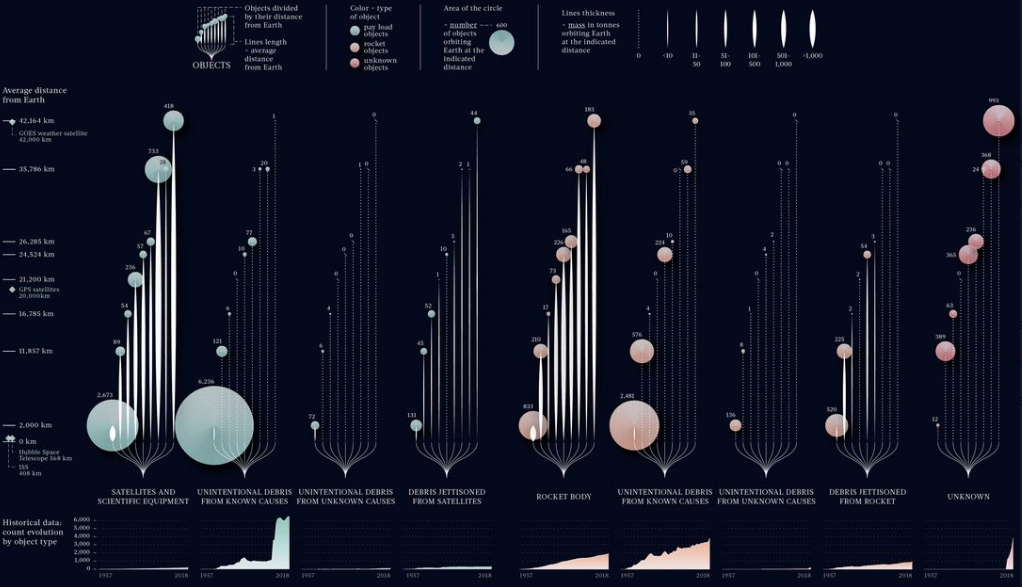 Objects divided
by their distance
from Earth
Lines length
- average
distance
from Earth
OBJECTS
Color - type
of object
pay load
objects
rocket
objects
unknown
objects
Area of the circle
- number
of objects
orbiting
Earth at the
indicated
distance
600
Lines thickness
- mass in tonnes
orbiting Earth
at the indicated
distance
0
-10
11-
50
51-
100
101-
500
501-
1,000
-1,000
Average distance
from Earth
42,164 km
GOES weather satellite
42,000 km
35,786 km
26,285 km
24,524 km
21,200 km
GPS satellites
20,000km
16,785 km
11,857 km
2,000 km
0 km
Hubble Space
Telescope 568 km
ISS
408 km
418
733
28
67
57
236
54
89
2,673
SATELLITES AND
SCIENTIFIC EQUIPMENT
1
3 20
77
10
0
6
121
6,236
UNINTENTIONAL DEBRIS
FROM KNOWN CAUSES
0
1 0
0
0
0
4
6
72
UNINTENTIONAL DEBRIS
FROM UNKNOWN CAUSES
44
2 1
3
10
1
52
45
131
DEBRIS JETTISONED
FROM SATELLITES
183
66 48
165
226
73
17
210
833
ROCKET BODY
35
0 59
10
224
0
4
576
2,481
UNINTENTIONAL DEBRIS
FROM KNOWN CAUSES
0
0 0
2
4
0
1
8
136
UNINTENTIONAL DEBRIS
FROM UNKNOWN CAUSES
0
0 0
3
54
2
2
225
520
DEBRIS JETTISONED
FROM ROCKET
993
24 368
236
365
0
63
389
12
UNKNOWN
Historical data:
count evolution
by object type
6,000
5,000
4,000
3,000
2,000
1,000
0
1957 2018
1957 2018
1957 2018
1957 2018
1957 2018
1957 2018
1957 2018
1957 2018
1957 2018